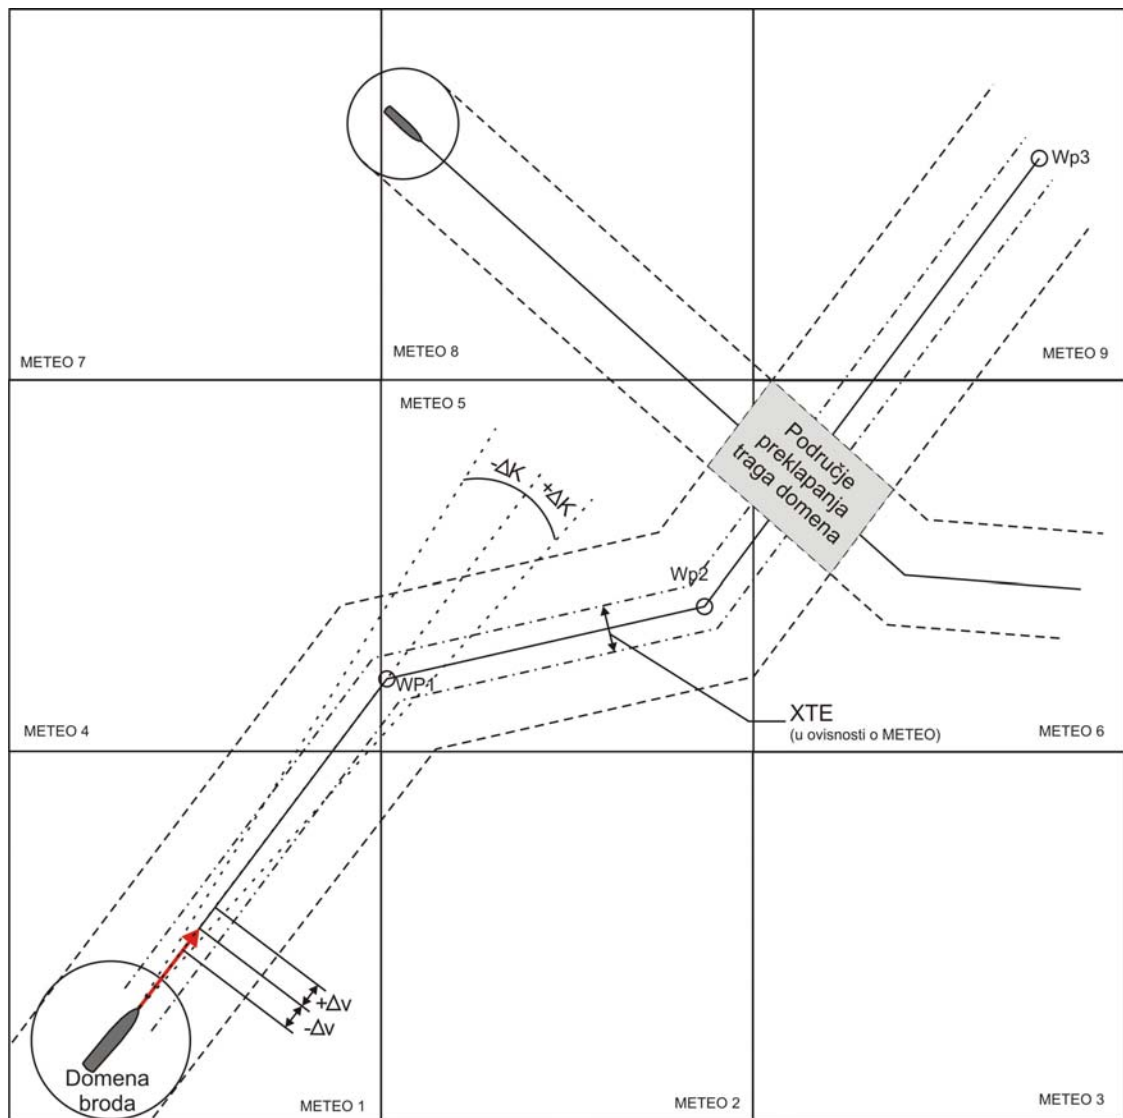 Wp3
METEO 7
METEO 8
METEO 9
METEO 5
-ΔK
+ΔK
Područje
preklapanja
traga domena
Wp2
WP1
XTE
(u ovisnosti o METEO)
METEO 4
METEO 6
+Δv
-Δv
Domena
broda
METEO 1
METEO 2
METEO 3